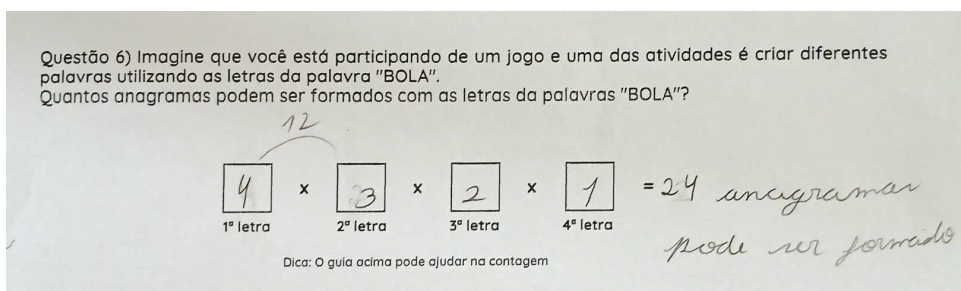 Questão 6) Imagine que você está participando de um jogo e uma das atividades é criar diferentes
palavras utilizando as letras da palavra "BOLA".
Quantos anagramas podem ser formados com as letras da palavras "BOLA"?
12
4 x 3 x 2 x 1 = 24 anagramas
1ª letra 2ª letra 3ª letra 4ª letra
pode ser formado
Dica: O guia acima pode ajudar na contagem